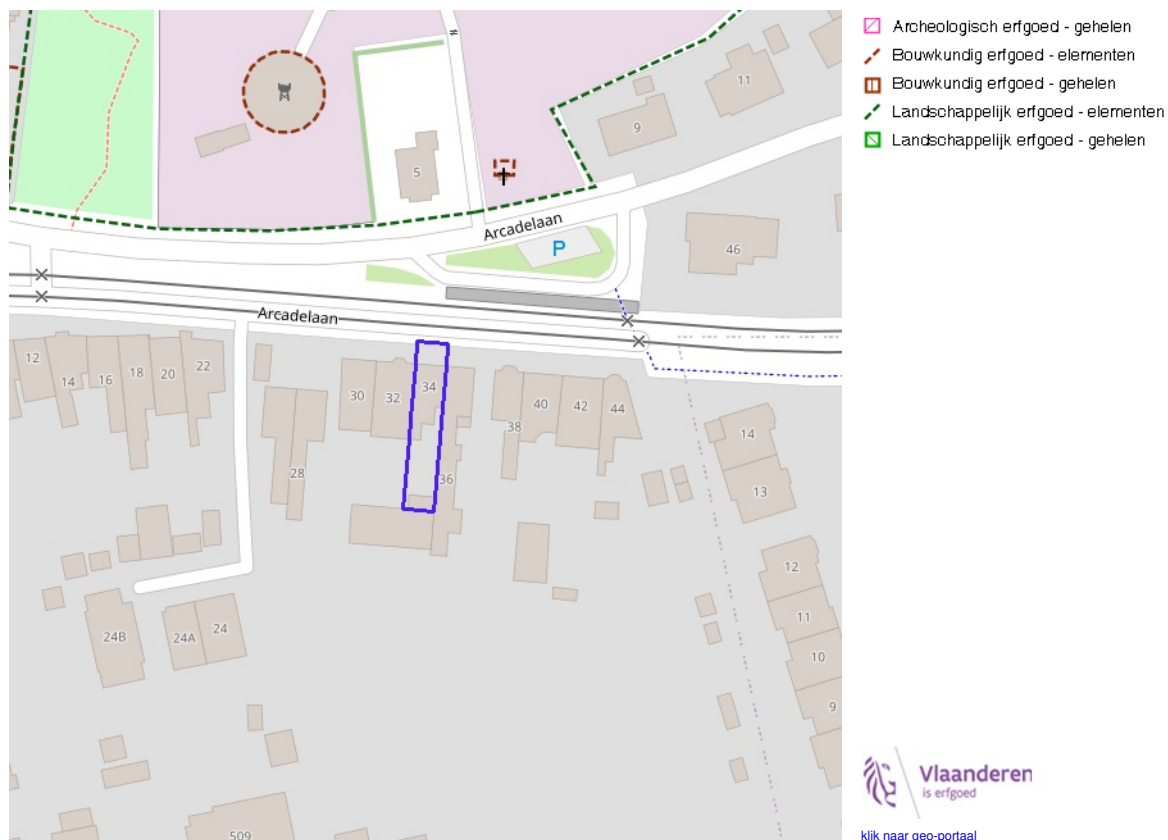 Archeologisch erfgoed - gehelen
Bouwkundig erfgoed - elementen
Bouwkundig erfgoed - gehelen
Landschappelijk erfgoed - elementen
Landschappelijk erfgoed - gehelen
11
9
5
Arcadelaan
P
46
Arcadelaan
12
14
16
18
20
22
30
32
34
28
36
38
40
42
44
14
13
12
11
10
9
24B
24A
24
509
Vlaanderen
is erfgoed
klik naar geo-portaal